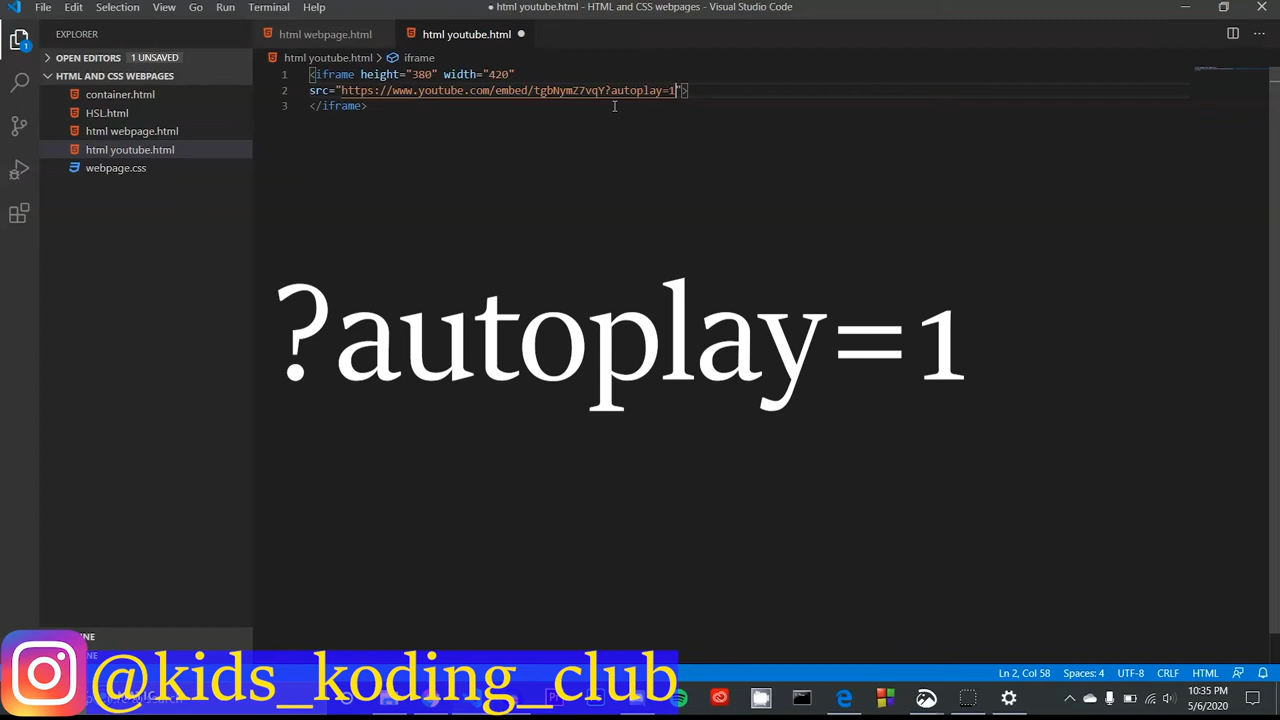 File Edit Selection View Go Run Terminal Help
● html youtube.html - HTML and CSS webpages - Visual Studio Code
EXPLORER
html webpage.html
html youtube.html
OPEN EDITORS 1 UNSAVED
html youtube.html > iframe
HTML AND CSS WEBPAGES
1 <iframe height="380" width="420"
2 src="https://www.youtube.com/embed/tgbNymZ7vqY?autoplay=1">
3 </iframe>
container.html
HSL.html
html webpage.html
html youtube.html
webpage.css
1
?autoplay=1
@kids_koding_club
Ln 2, Col 58 Spaces: 4 UTF-8 CRLF HTML
10:35 PM
5/6/2020